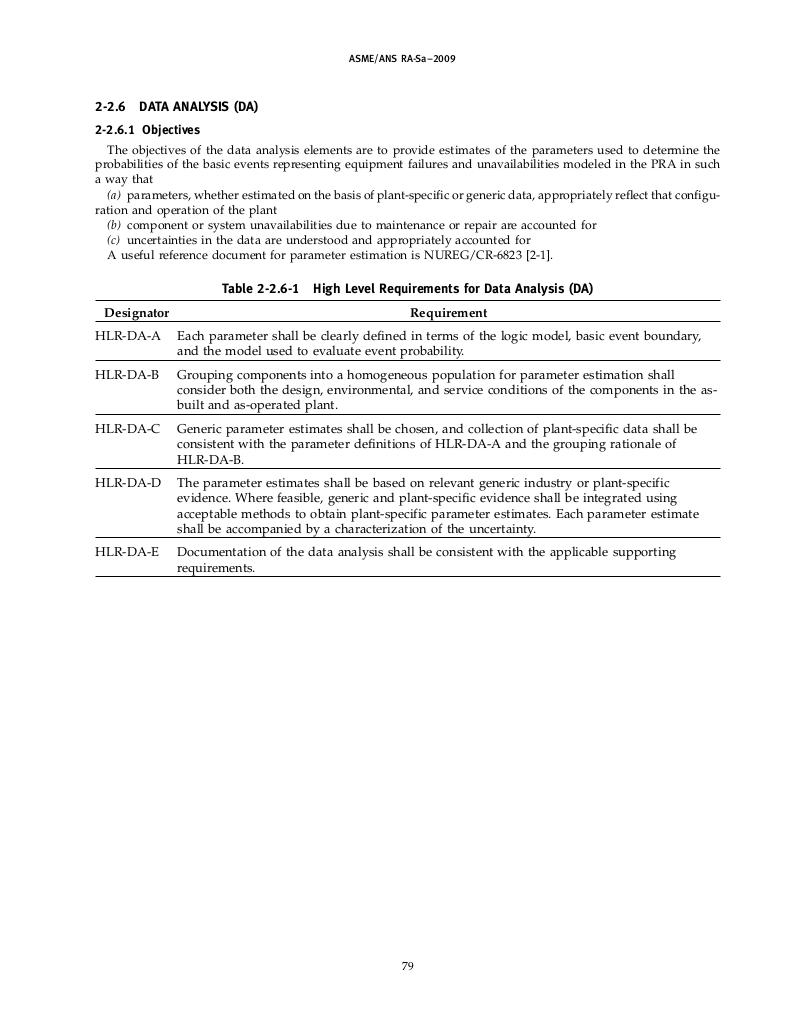 ASME/ANS RA-Sa–2009
2-2.6 DATA ANALYSIS (DA)
2-2.6.1 Objectives
The objectives of the data analysis elements are to provide estimates of the parameters used to determine the
probabilities of the basic events representing equipment failures and unavailabilities modeled in the PRA in such
a way that
(a) parameters, whether estimated on the basis of plant-specific or generic data, appropriately reflect that configu-
ration and operation of the plant
(b) component or system unavailabilities due to maintenance or repair are accounted for
(c) uncertainties in the data are understood and appropriately accounted for
A useful reference document for parameter estimation is NUREG/CR-6823 [2-1].
Table 2-2.6-1 High Level Requirements for Data Analysis (DA)
Designator Requirement
HLR-DA-A Each parameter shall be clearly defined in terms of the logic model, basic event boundary,
and the model used to evaluate event probability.
HLR-DA-B Grouping components into a homogeneous population for parameter estimation shall
consider both the design, environmental, and service conditions of the components in the as-
built and as-operated plant.
HLR-DA-C Generic parameter estimates shall be chosen, and collection of plant-specific data shall be
consistent with the parameter definitions of HLR-DA-A and the grouping rationale of
HLR-DA-B.
HLR-DA-D The parameter estimates shall be based on relevant generic industry or plant-specific
evidence. Where feasible, generic and plant-specific evidence shall be integrated using
acceptable methods to obtain plant-specific parameter estimates. Each parameter estimate
shall be accompanied by a characterization of the uncertainty.
HLR-DA-E Documentation of the data analysis shall be consistent with the applicable supporting
requirements.
79